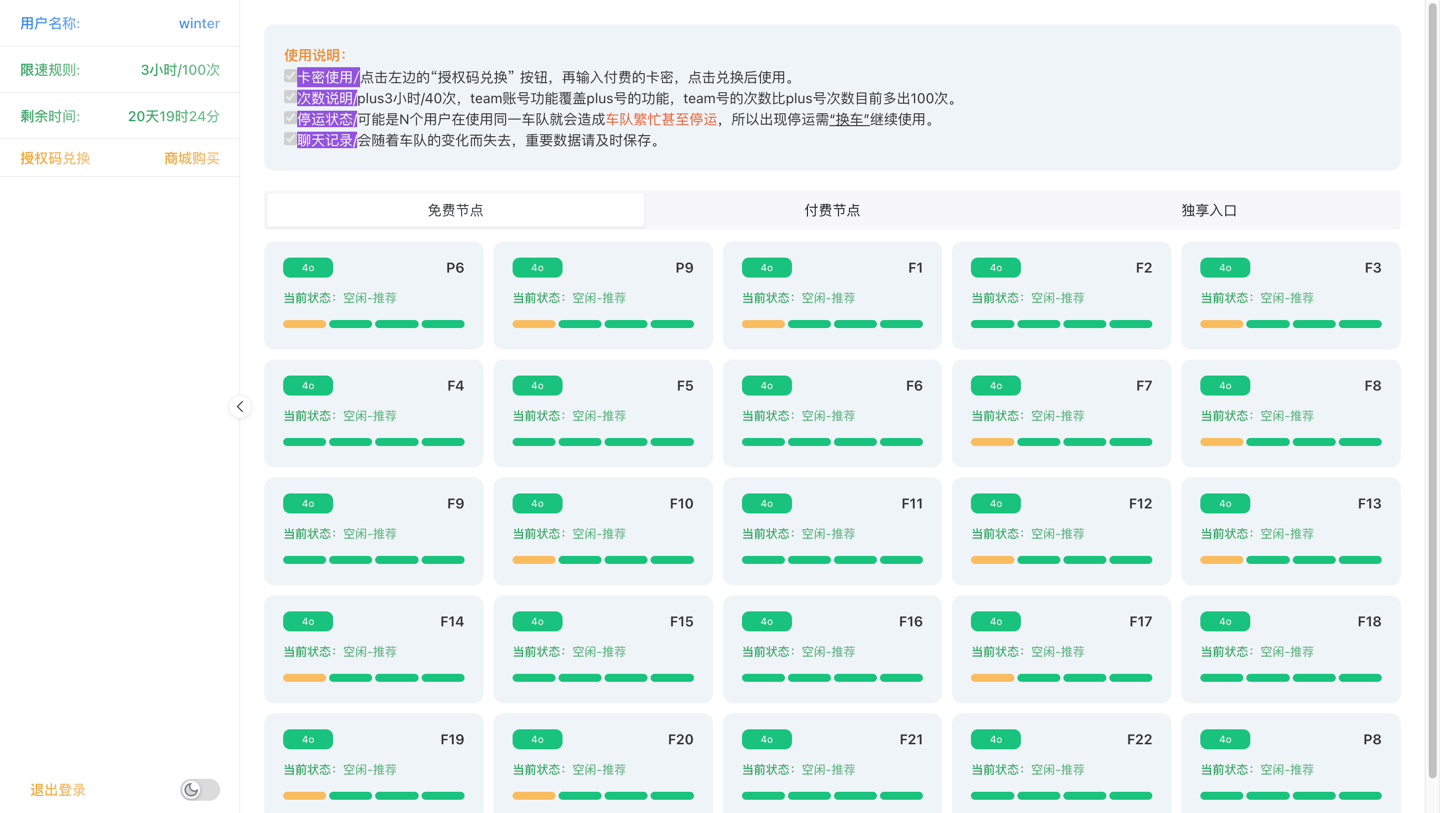 用户名称: winter
限速规则: 3小时/100次
剩余时间: 20天19时24分
授权码兑换 商城购买
使用说明：
卡密使用/点击左边的“授权码兑换” 按钮，再输入付费的卡密，点击兑换后使用。
次数说明/plus3小时/40次，team账号功能覆盖plus号的功能，team号的次数比plus号次数目前多出100次。
停运状态/可能是N个用户在使用同一车队就会造成车队繁忙甚至停运，所以出现停运需“换车”继续使用。
聊天记录/会随着车队的变化而失去，重要数据请及时保存。
免费节点 付费节点 独享入口
4o P6 4o P9 4o F1 4o F2 4o F3
当前状态：空闲-推荐 当前状态：空闲-推荐 当前状态：空闲-推荐 当前状态：空闲-推荐 当前状态：空闲-推荐
4o F4 4o F5 4o F6 4o F7 4o F8
当前状态：空闲-推荐 当前状态：空闲-推荐 当前状态：空闲-推荐 当前状态：空闲-推荐 当前状态：空闲-推荐
4o F9 4o F10 4o F11 4o F12 4o F13
当前状态：空闲-推荐 当前状态：空闲-推荐 当前状态：空闲-推荐 当前状态：空闲-推荐 当前状态：空闲-推荐
4o F14 4o F15 4o F16 4o F17 4o F18
当前状态：空闲-推荐 当前状态：空闲-推荐 当前状态：空闲-推荐 当前状态：空闲-推荐 当前状态：空闲-推荐
4o F19 4o F20 4o F21 4o F22 4o P8
当前状态：空闲-推荐 当前状态：空闲-推荐 当前状态：空闲-推荐 当前状态：空闲-推荐 当前状态：空闲-推荐
退出登录